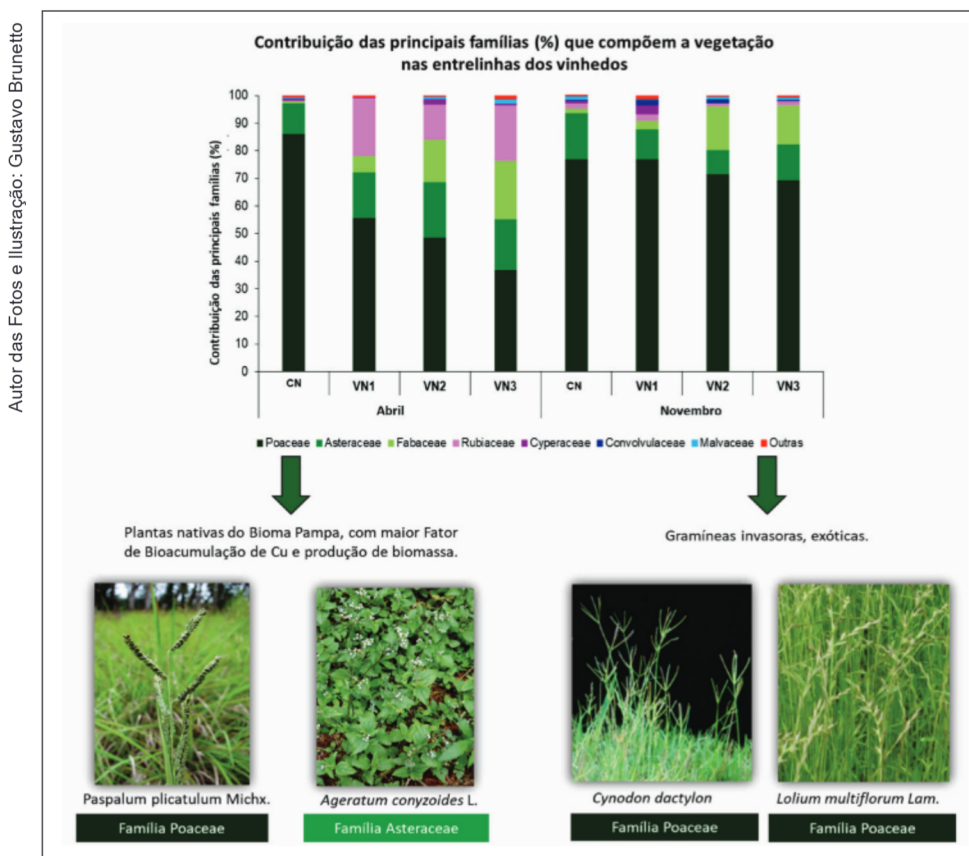 Autor das Fotos e Ilustração: Gustavo Brunetto
Contribuição das principais famílias (%) que compõem a vegetação
nas entrelinhas dos vinhedos
Contribuição das principais famílias (%)
100
90
80
70
60
50
40
30
20
10
0
CN VN1 VN2 VN3 CN VN1 VN2 VN3
Abril Novembro
Poaceae Asteraceae Fabaceae Rubiaceae Cyperaceae Convolvulaceae Malvaceae Outras
Plantas nativas do Bioma Pampa, com maior Fator
de Bioacumulação de Cu e produção de biomassa.
Gramíneas invasoras, exóticas.
Paspalum plicatulum Michx. Ageratum conyzoides L. Cynodon dactylon Lolium multiflorum Lam.
Família Poaceae Família Asteraceae Família Poaceae Família Poaceae